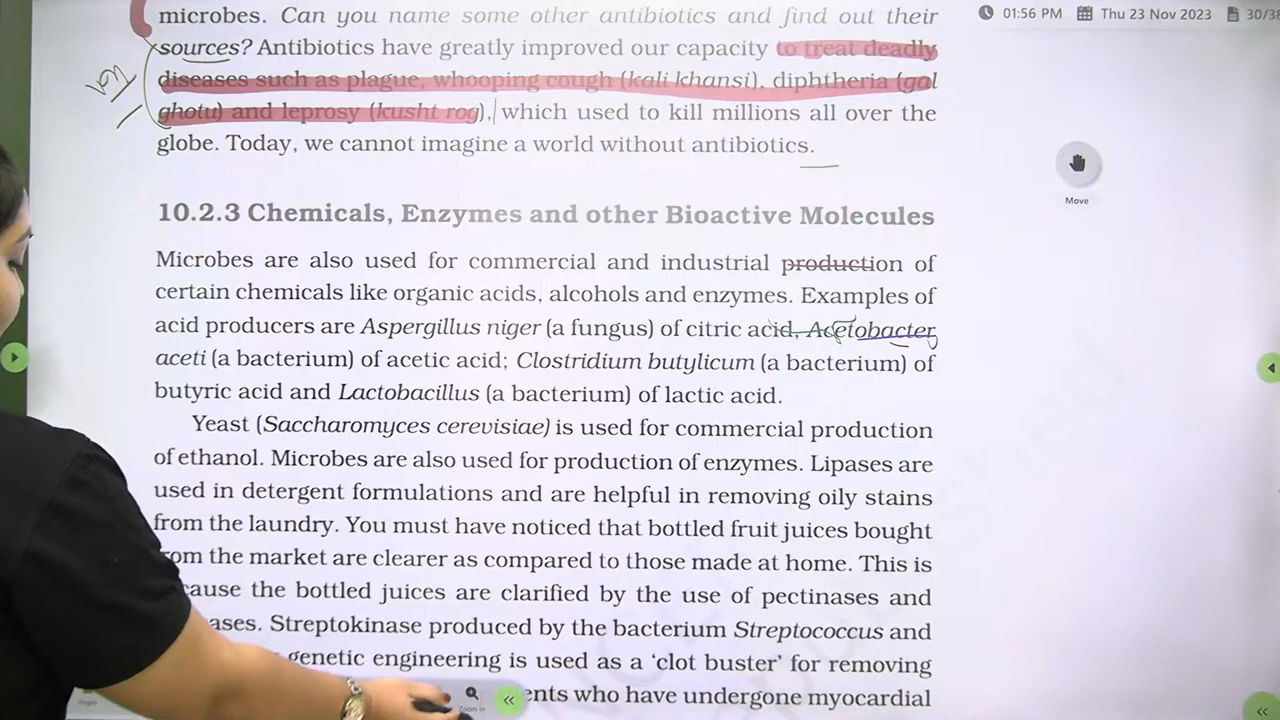 microbes. Can you name some other antibiotics and find out their
01:56 PM Thu 23 Nov 2023
sources? Antibiotics have greatly improved our capacity to treat deadly
diseases such as plague, whooping cough (kali khansi), diphtheria (gal
ghotu) and leprosy (kusht rog), which used to kill millions all over the
globe. Today, we cannot imagine a world without antibiotics.
Move
10.2.3 Chemicals, Enzymes and other Bioactive Molecules
Microbes are also used for commercial and industrial production of
certain chemicals like organic acids, alcohols and enzymes. Examples of
acid producers are Aspergillus niger (a fungus) of citric acid, Acetobacter
aceti (a bacterium) of acetic acid; Clostridium butylicum (a bacterium) of
butyric acid and Lactobacillus (a bacterium) of lactic acid.
Yeast (Saccharomyces cerevisiae) is used for commercial production
of ethanol. Microbes are also used for production of enzymes. Lipases are
used in detergent formulations and are helpful in removing oily stains
from the laundry. You must have noticed that bottled fruit juices bought
om the market are clearer as compared to those made at home. This is
ause the bottled juices are clarified by the use of pectinases and
ases. Streptokinase produced by the bacterium Streptococcus and
genetic engineering is used as a 'clot buster' for removing
Zoom in
ents who have undergone myocardial